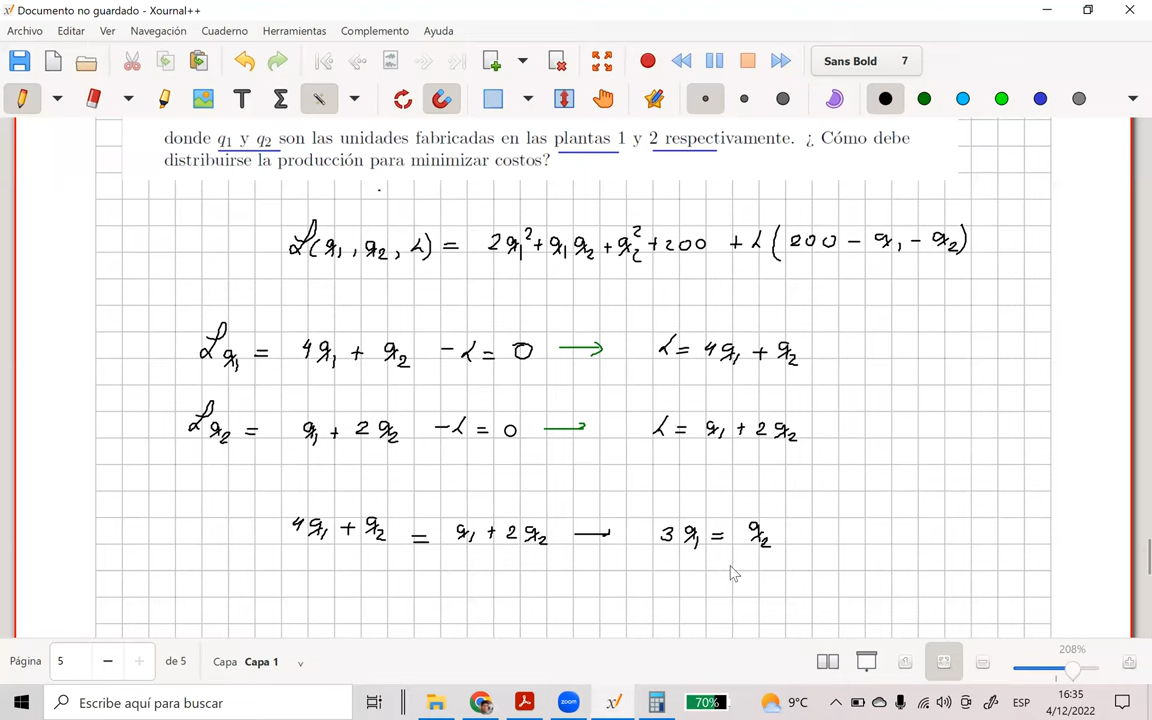 Documento no guardado - Xournal++
Archivo Editar Ver Navegación Cuaderno Herramientas Complemento Ayuda
Sans Bold 7
donde q₁ y q₂ son las unidades fabricadas en las plantas 1 y 2 respectivamente. ¿ Cómo debe
distribuirse la producción para minimizar costos?
ℒ(q₁, q₂, λ) = 2q₁² + q₁q₂ + q₂² + 200 + λ(200 - q₁ - q₂)
ℒq₁ = 4q₁ + q₂ - λ = 0 → λ = 4q₁ + q₂
ℒq₂ = q₁ + 2q₂ - λ = 0 → λ = q₁ + 2q₂
4q₁ + q₂ = q₁ + 2q₂ — 3q₁ = q₂
Página 5 de 5 Capa Capa 1 208%
Escribe aquí para buscar zoom 70% 9°C ESP 16:35
4/12/2022